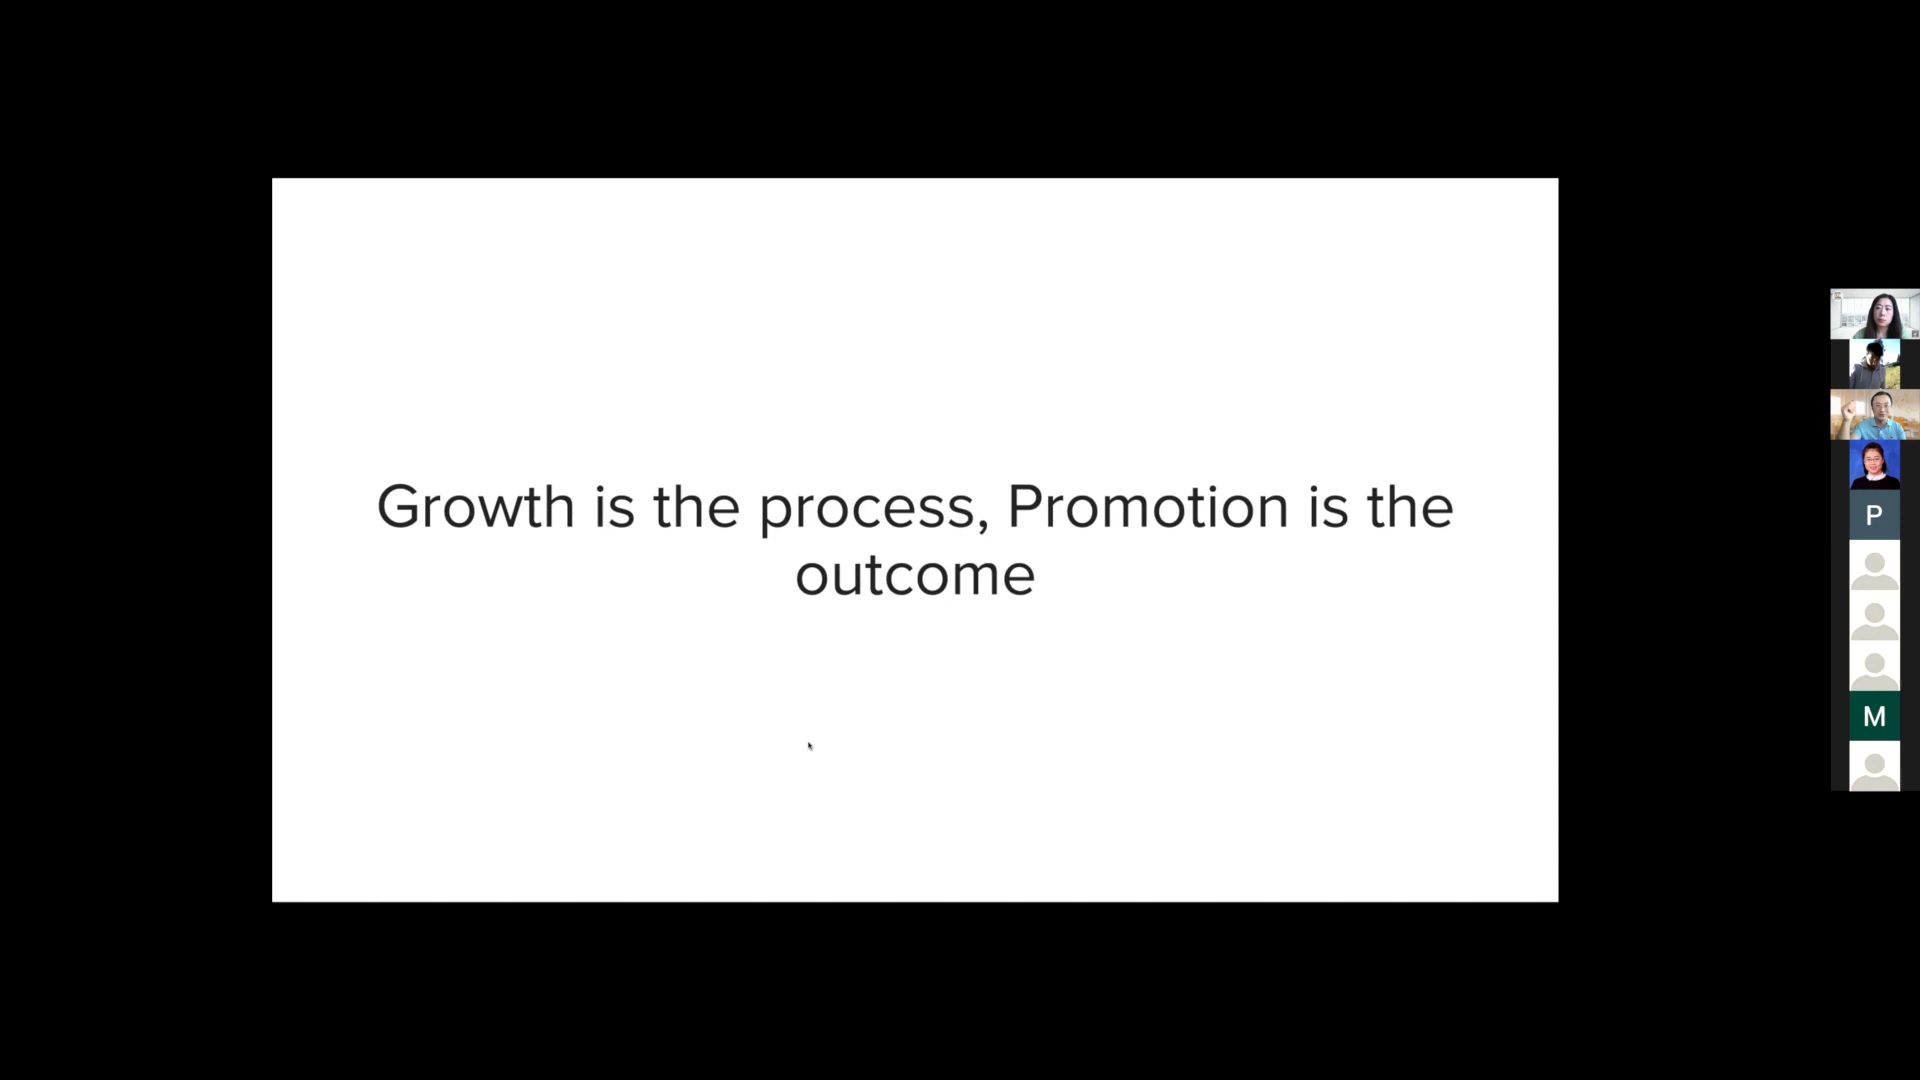 Growth is the process, Promotion is the
outcome
P
M